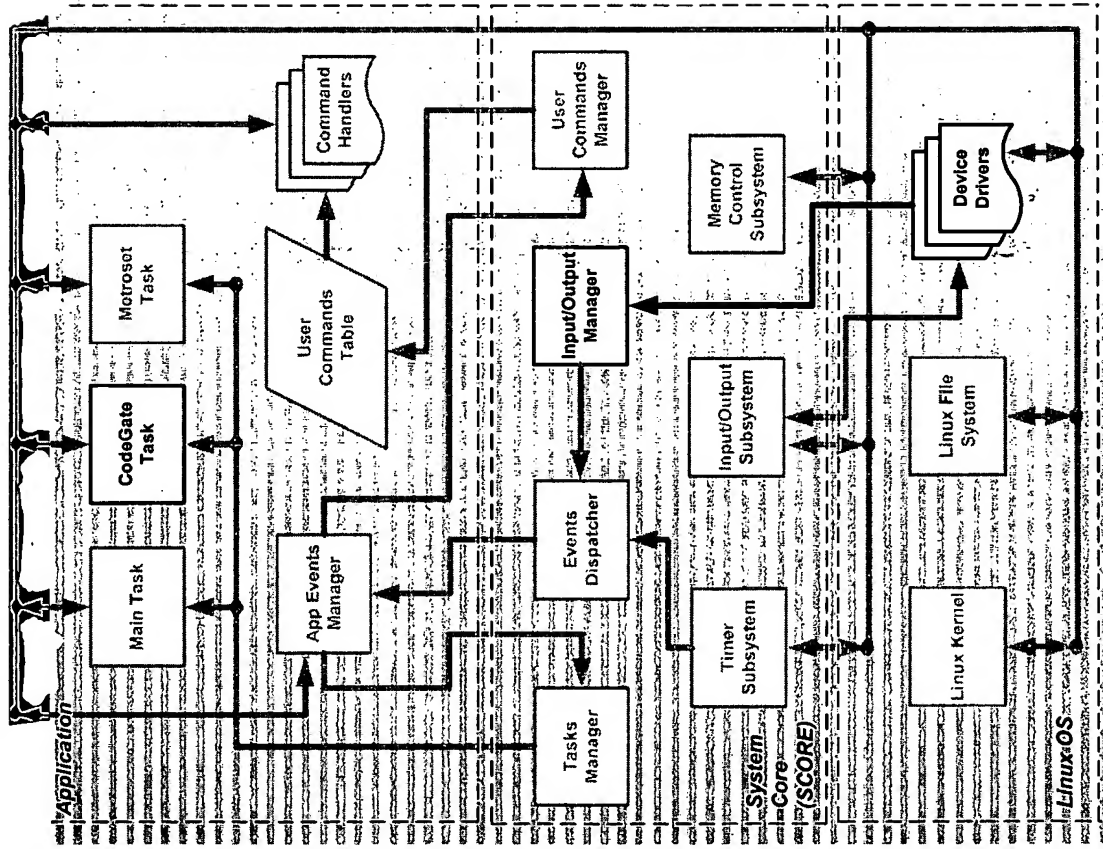 Application
Main Task
CodeGate
Task
Motroset
Task
App Events
Manager
User
Commands
Table
Command
Handlers
Tasks
Manager
Events
Dispatcher
Input/Output
Manager
User
Commands
Manager
System
Core
(SCORE)
Timer
Subsystem
Input/Output
Subsystem
Memory
Control
Subsystem
Linux OS
Linux Kernel
Linux File
System
Device
Drivers